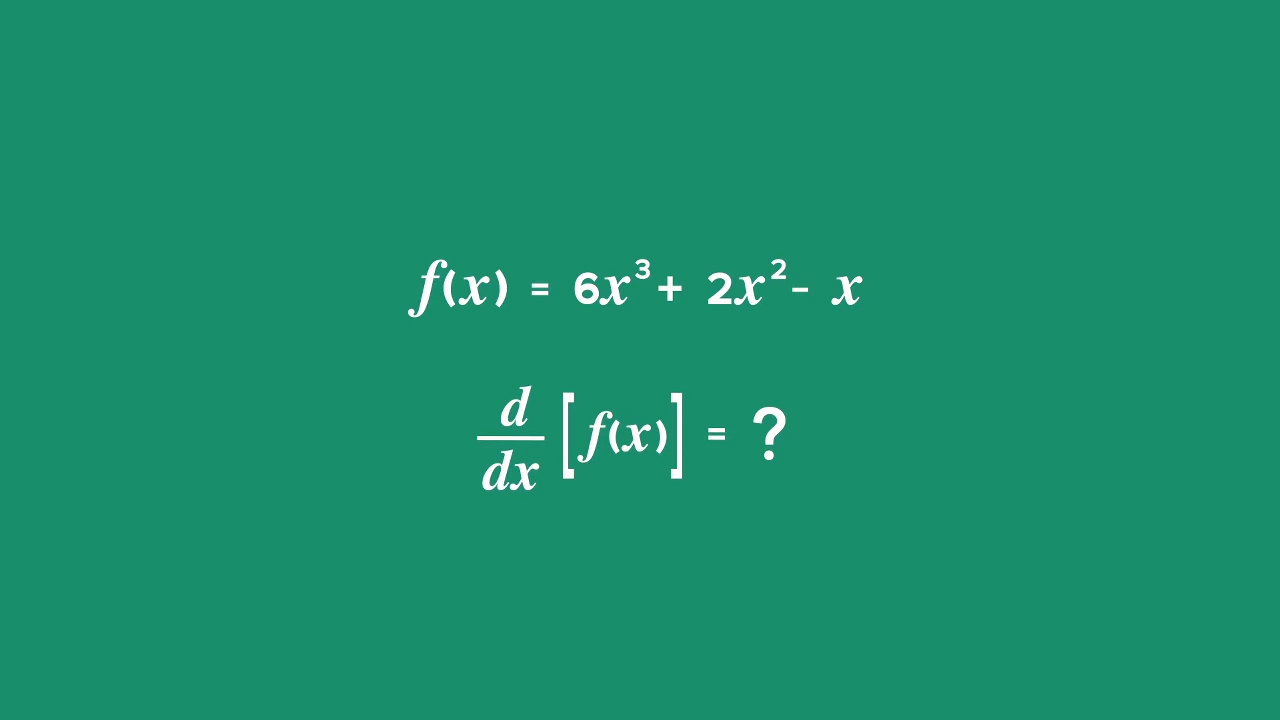 f(x) = 6x³ + 2x² - x
d/dx [f(x)] = ?